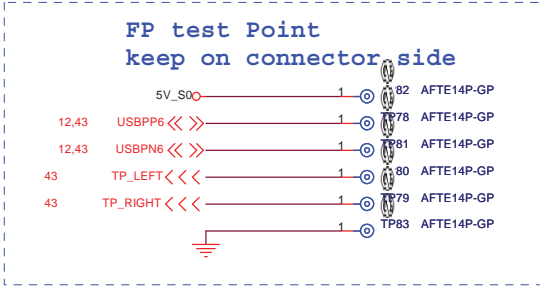 FP test Point
keep on connector side
5V_S0 1 82 AFTE14P-GP
12,43 USBPP6 1 TP78 AFTE14P-GP
12,43 USBPN6 1 TP81 AFTE14P-GP
43 TP_LEFT 1 80 AFTE14P-GP
43 TP_RIGHT 1 TP79 AFTE14P-GP
1 TP83 AFTE14P-GP